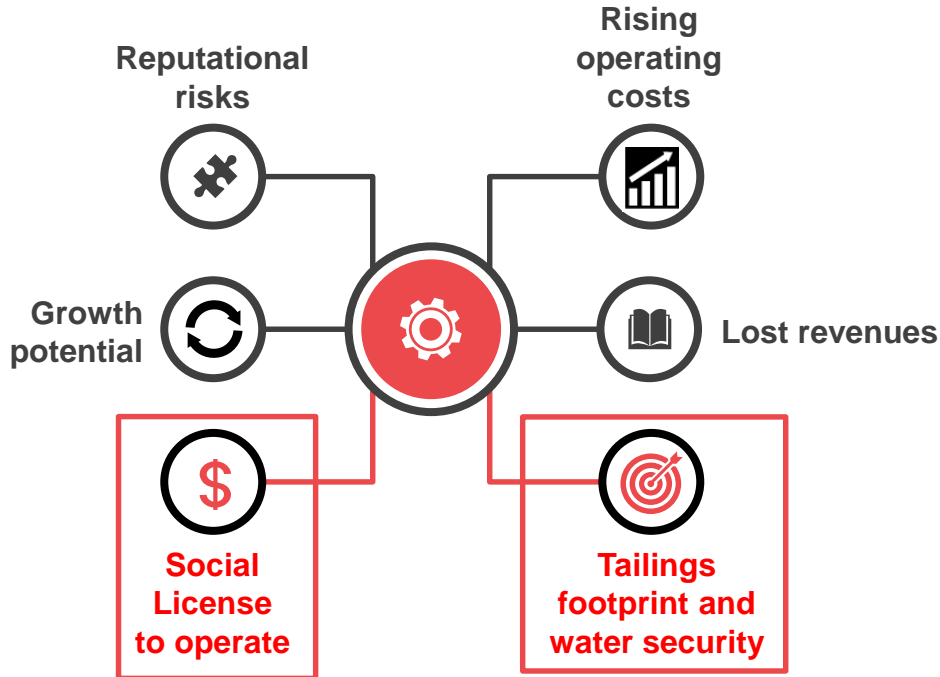 Reputational
risks
Rising
operating
costs
Growth
potential
Lost revenues
$
Social
License
to operate
Tailings
footprint and
water security